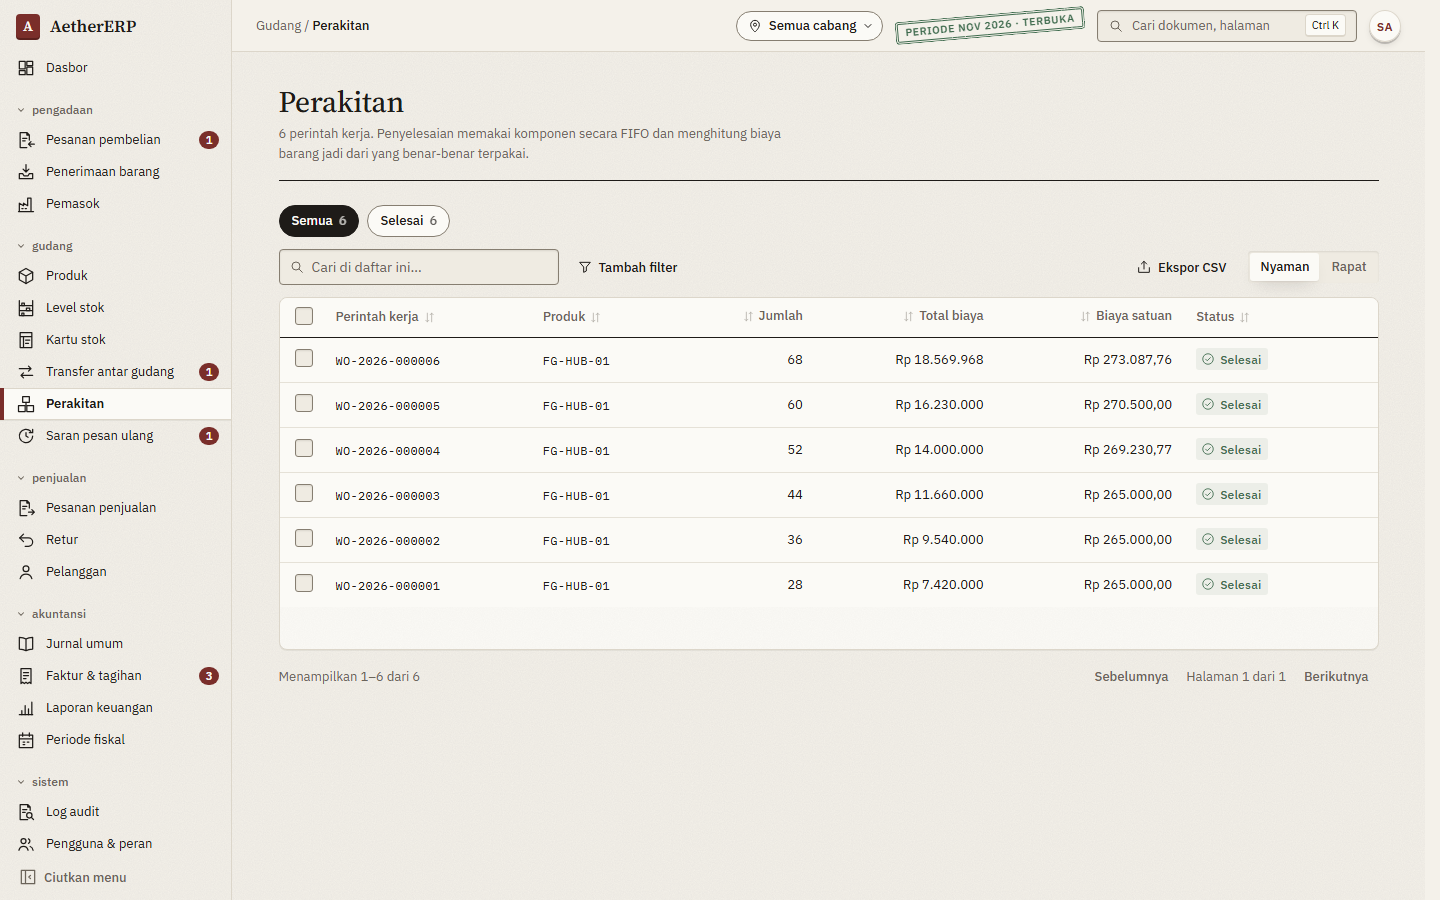 A AetherERP
Gudang / Perakitan
Semua cabang
PERIODE NOV 2026 · TERBUKA
Cari dokumen, halaman
Ctrl K
SA
Dasbor
pengadaan
Pesanan pembelian 1
Penerimaan barang
Pemasok
gudang
Produk
Level stok
Kartu stok
Transfer antar gudang 1
Perakitan
Saran pesan ulang 1
penjualan
Pesanan penjualan
Retur
Pelanggan
akuntansi
Jurnal umum
Faktur & tagihan 3
Laporan keuangan
Periode fiskal
sistem
Log audit
Pengguna & peran
Ciutkan menu
Perakitan
6 perintah kerja. Penyelesaian memakai komponen secara FIFO dan menghitung biaya
barang jadi dari yang benar-benar terpakai.
Semua 6
Selesai 6
Cari di daftar ini...
Tambah filter
Ekspor CSV
Nyaman
Rapat
Perintah kerja Produk Jumlah Total biaya Biaya satuan Status
WO-2026-000006 FG-HUB-01 68 Rp 18.569.968 Rp 273.087,76 Selesai
WO-2026-000005 FG-HUB-01 60 Rp 16.230.000 Rp 270.500,00 Selesai
WO-2026-000004 FG-HUB-01 52 Rp 14.000.000 Rp 269.230,77 Selesai
WO-2026-000003 FG-HUB-01 44 Rp 11.660.000 Rp 265.000,00 Selesai
WO-2026-000002 FG-HUB-01 36 Rp 9.540.000 Rp 265.000,00 Selesai
WO-2026-000001 FG-HUB-01 28 Rp 7.420.000 Rp 265.000,00 Selesai
Menampilkan 1–6 dari 6
Sebelumnya
Halaman 1 dari 1
Berikutnya